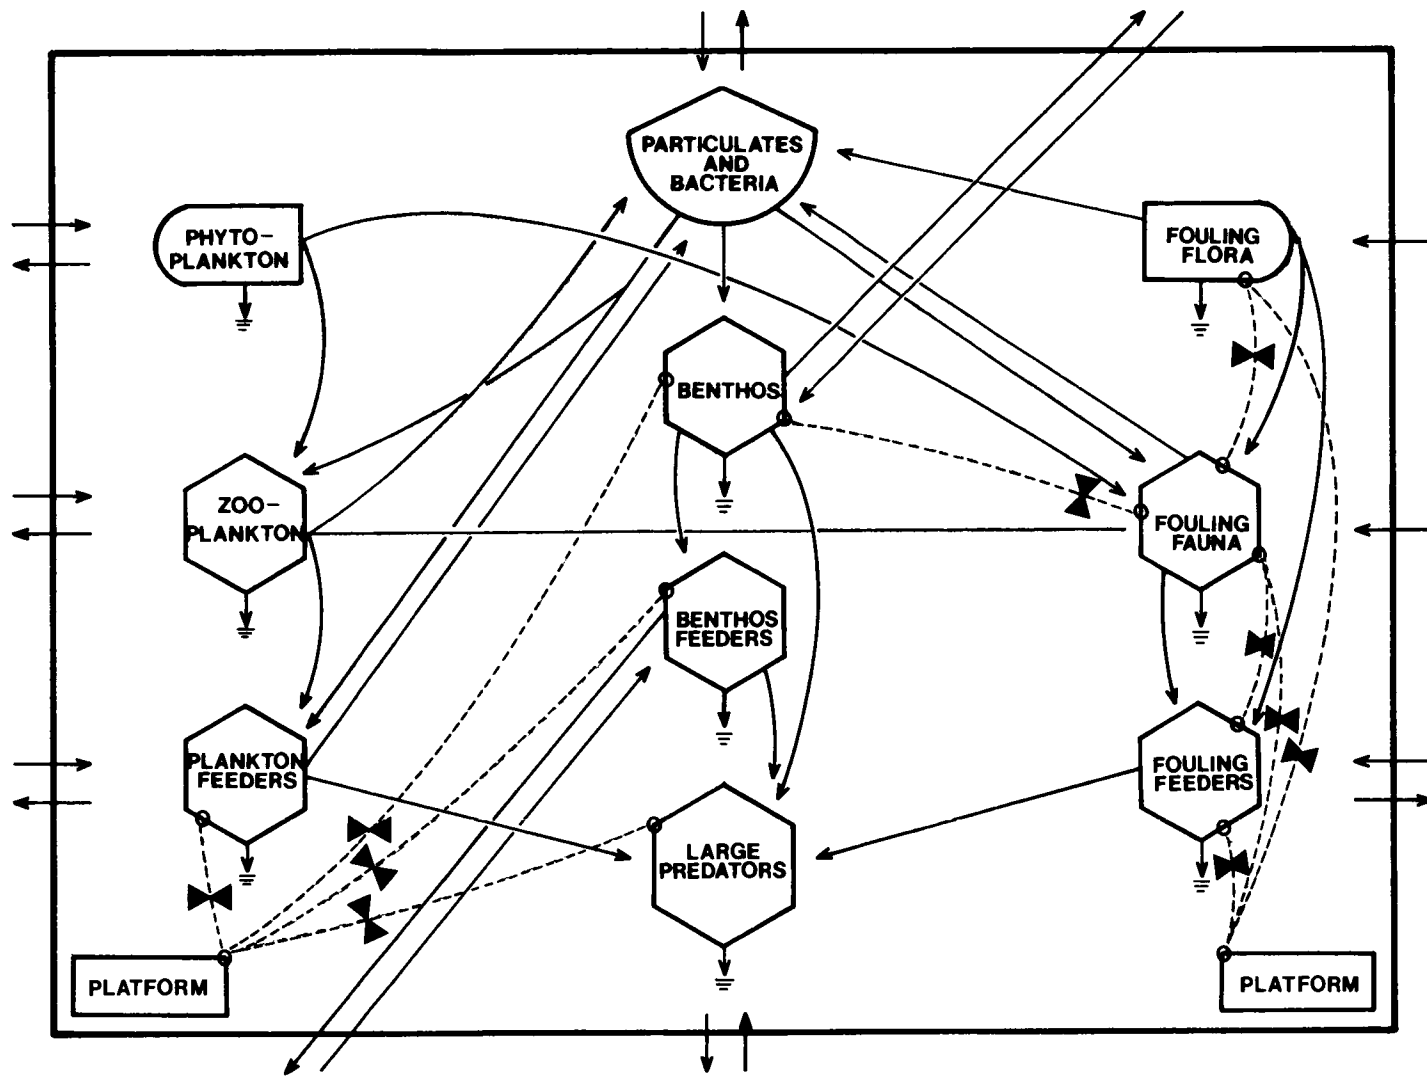 PARTICULATES
AND
BACTERIA
PHYTO-
PLANKTON
FOULING
FLORA
BENTHOS
ZOO-
PLANKTON
FOULING
FAUNA
BENTHOS
FEEDERS
PLANKTON
FEEDERS
FOULING
FEEDERS
LARGE
PREDATORS
PLATFORM
PLATFORM